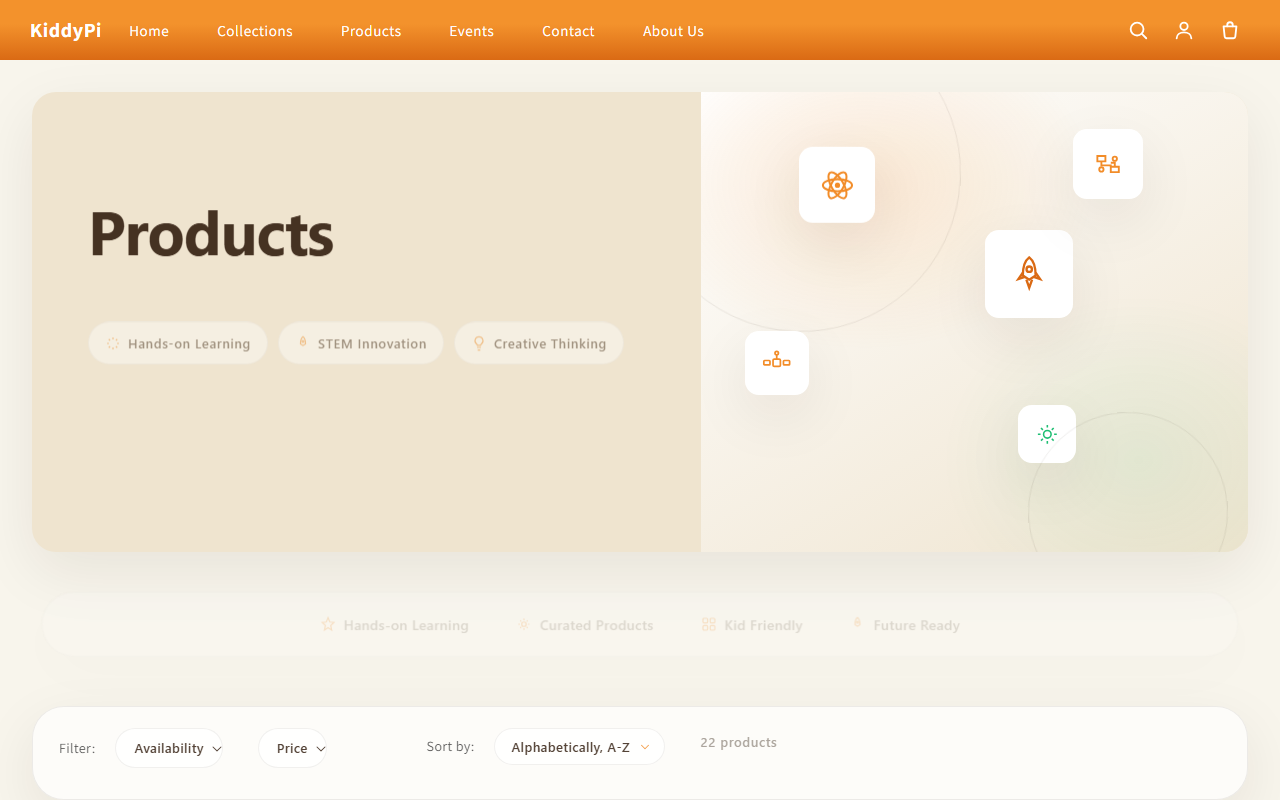 KiddyPi Home Collections Products Events Contact About Us
Products
Hands-on Learning STEM Innovation Creative Thinking
Hands-on Learning Curated Products Kid Friendly Future Ready
Filter: Availability Price Sort by: Alphabetically, A-Z 22 products